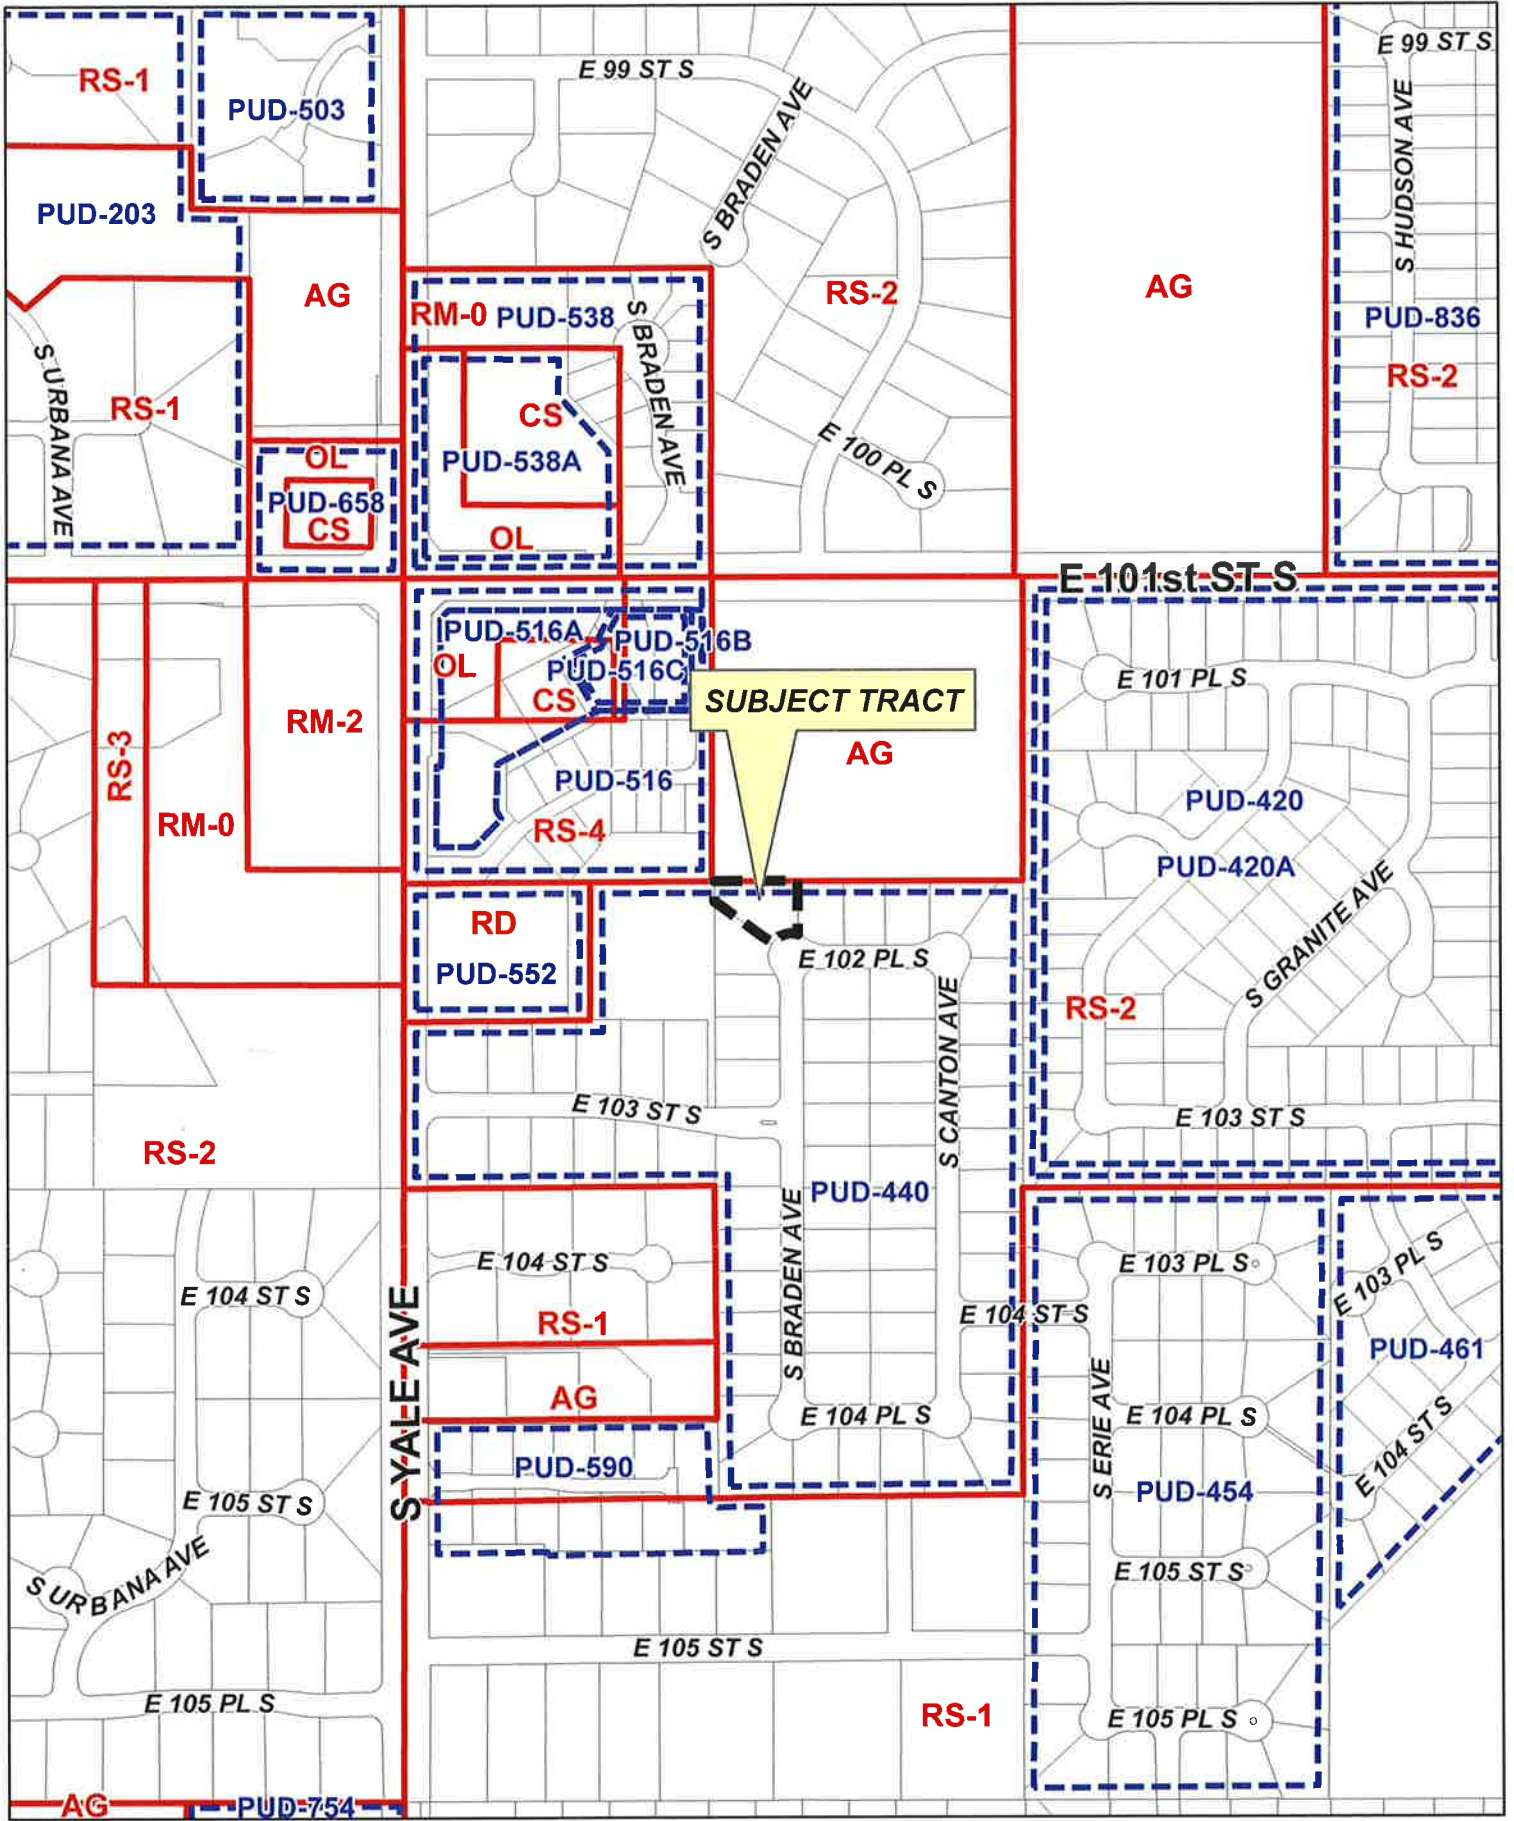 E 99 ST S
E 99 ST S
RS-1
PUD-503
S BRADEN AVE
S HUDSON AVE
PUD-203
AG
RS-2
AG
RM-0
PUD-538
S BRADEN AVE
PUD-836
RS-2
S URBANA AVE
RS-1
CS
PUD-538A
E 100 PL S
OL
PUD-658
CS
OL
E 101st ST S
PUD-516A
PUD-516B
OL
PUD-516C
CS
SUBJECT TRACT
E 101 PL S
RM-2
RS-3
AG
PUD-516
PUD-420
RM-0
RS-4
PUD-420A
S GRANITE AVE
RD
PUD-552
E 102 PL S
S CANTON AVE
RS-2
E 103 ST S
E 103 ST S
RS-2
PUD-440
S BRADEN AVE
E 104 ST S
E 103 PL S
E 103 PL S
E 104 ST S
S YALE AVE
RS-1
E 104 ST S
PUD-461
AG
S ERIE AVE
E 104 PL S
E 104 PL S
E 104 ST S
PUD-590
PUD-454
E 105 ST S
S URBANA AVE
E 105 ST S
E 105 ST S
E 105 PL S
RS-1
E 105 PL S
AG
PUD-754